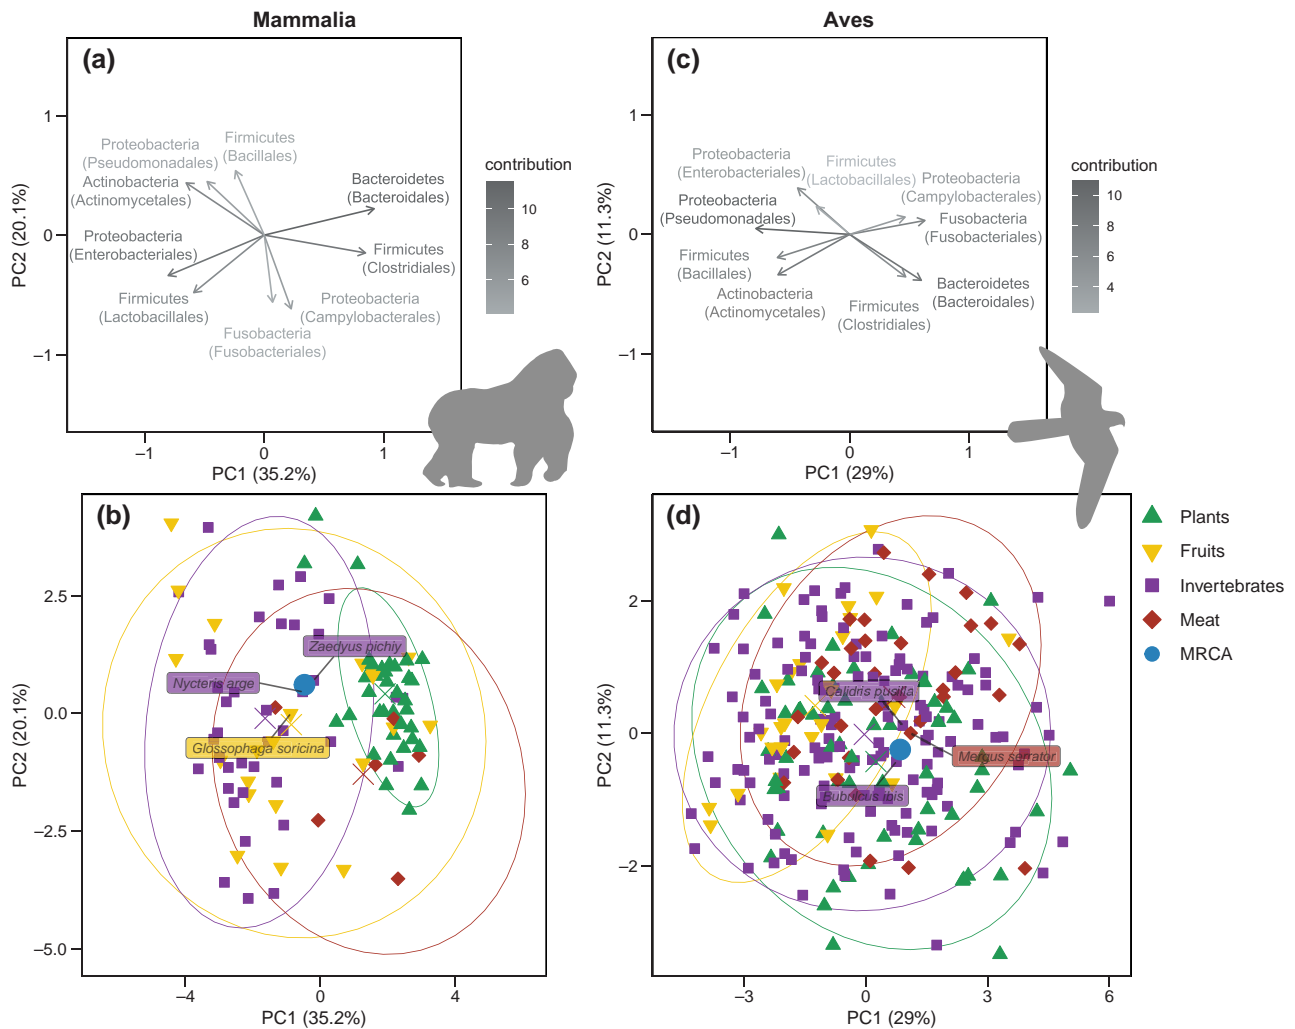 Mammalia
(a)
1
0
−1
PC2 (20.1%)
Proteobacteria
(Pseudomonadales)
Firmicutes
(Bacillales)
Actinobacteria
(Actinomycetales)
Bacteroidetes
(Bacteroidales)
Proteobacteria
(Enterobacteriales)
Firmicutes
(Clostridiales)
Firmicutes
(Lactobacillales)
Proteobacteria
(Campylobacterales)
Fusobacteria
(Fusobacteriales)
−1
0
1
PC1 (35.2%)
contribution
10
8
6
Aves
(c)
1
0
−1
PC2 (11.3%)
Proteobacteria
(Enterobacteriales)
Firmicutes
(Lactobacillales)
Proteobacteria
(Campylobacterales)
Proteobacteria
(Pseudomonadales)
Fusobacteria
(Fusobacteriales)
Firmicutes
(Bacillales)
Actinobacteria
(Actinomycetales)
Bacteroidetes
(Bacteroidales)
Firmicutes
(Clostridiales)
−1
0
1
PC1 (29%)
contribution
10
8
6
4
(b)
2.5
0.0
−2.5
−5.0
PC2 (20.1%)
Zaedyus pichiy
Nycteris arge
Glossophaga soricina
−4
0
4
PC1 (35.2%)
(d)
2
0
−2
PC2 (11.3%)
Calidris pusilla
Mergus serrator
Bubulcus ibis
−3
0
3
6
PC1 (29%)
Plants
Fruits
Invertebrates
Meat
MRCA